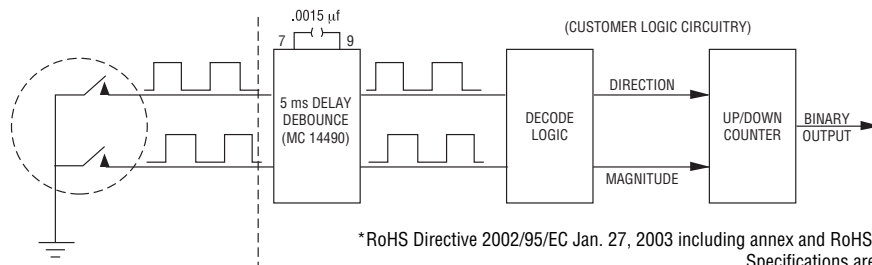 .0015 µf
7 9
(CUSTOMER LOGIC CIRCUITRY)
5 ms DELAY
DEBOUNCE
(MC 14490)
DECODE
LOGIC
DIRECTION
MAGNITUDE
UP/DOWN
COUNTER
BINARY
OUTPUT
*RoHS Directive 2002/95/EC Jan. 27, 2003 including annex and RoHS
Specifications are